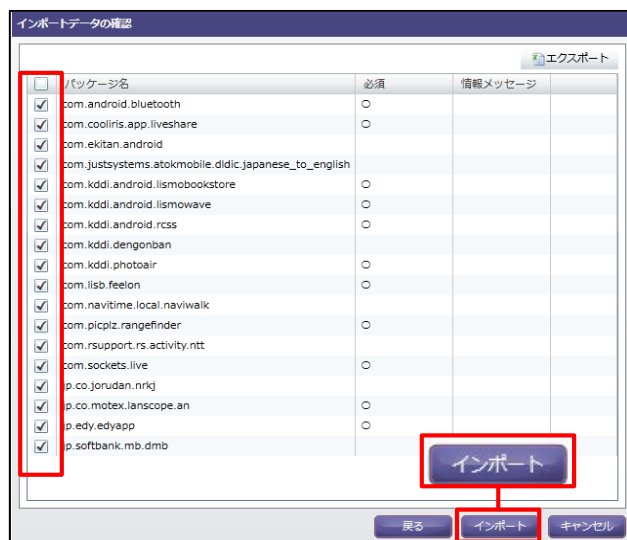 インポートデータの確認
エクスポート
パッケージ名 必須 情報メッセージ
com.android.bluetooth ○
com.cooliris.app.liveshare ○
com.ekitan.android
com.justsystems.atokmobile.dldic.japanese_to_english
com.kddi.android.lismobookstore ○
com.kddi.android.lismowave ○
com.kddi.android.rcss ○
com.kddi.dengonban
com.kddi.photoair ○
com.lisb.feelon ○
com.navitime.local.naviwalk
com.picplz.rangefinder ○
com.rsupport.rs.activity.ntt
com.sockets.live ○
jp.co.jorudan.nrkj
jp.co.motex.lanscope.an ○
jp.edy.edyapp ○
jp.softbank.mb.dmb
インポート
戻る インポート キャンセル